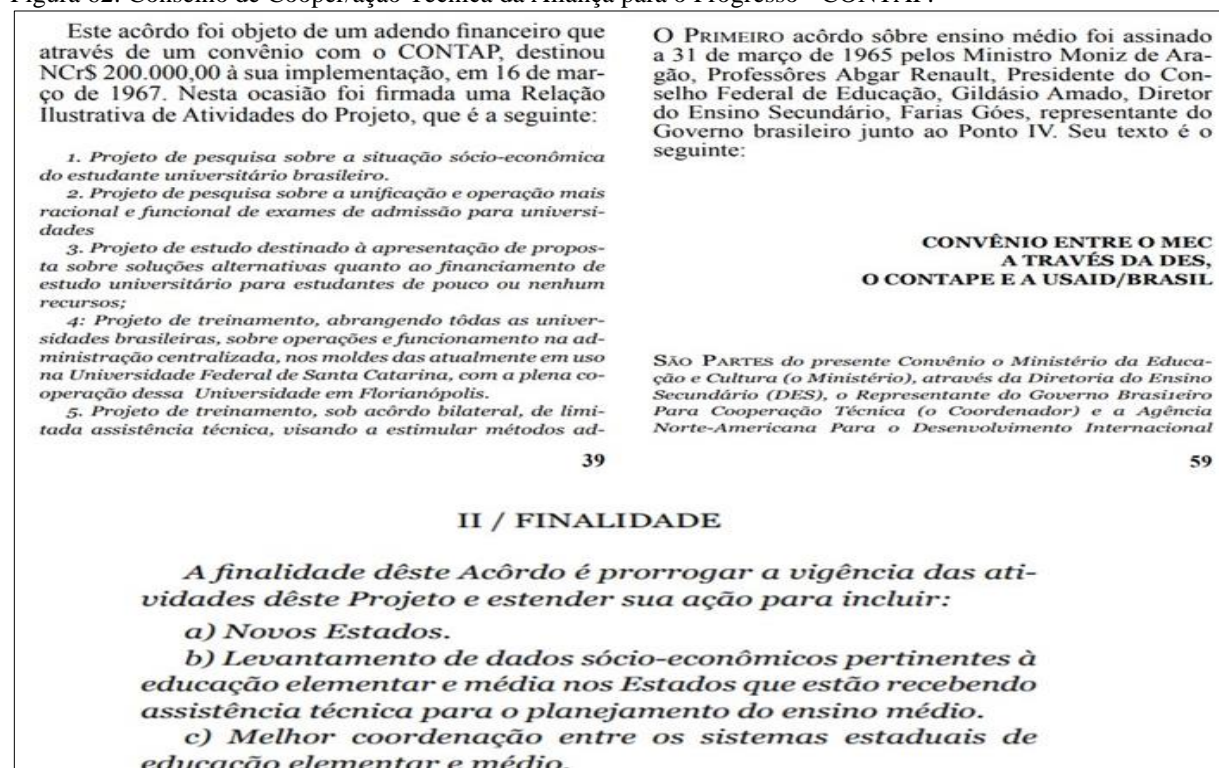 Figura 62: Conselho de Cooperação Técnica da Aliança para o Progresso - CONTAP.
Este acôrdo foi objeto de um adendo financeiro que
através de um convênio com o CONTAP, destinou
NCr$ 200.000,00 à sua implementação, em 16 de mar-
ço de 1967. Nesta ocasião foi firmada uma Relação
Ilustrativa de Atividades do Projeto, que é a seguinte:
1. Projeto de pesquisa sobre a situação sócio-econômica
do estudante universitário brasileiro.
2. Projeto de pesquisa sobre a unificação e operação mais
racional e funcional de exames de admissão para universi-
dades
3. Projeto de estudo destinado à apresentação de propos-
ta sobre soluções alternativas quanto ao financiamento de
estudo universitário para estudantes de pouco ou nenhum
recursos;
4: Projeto de treinamento, abrangendo tôdas as univer-
sidades brasileiras, sobre operações e funcionamento na ad-
ministração centralizada, nos moldes das atualmente em uso
na Universidade Federal de Santa Catarina, com a plena co-
operação dessa Universidade em Florianópolis.
5. Projeto de treinamento, sob acôrdo bilateral, de limi-
tada assistência técnica, visando a estimular métodos ad-
39
O PRIMEIRO acôrdo sôbre ensino médio foi assinado
a 31 de março de 1965 pelos Ministro Moniz de Ara-
gão, Professôres Abgar Renault, Presidente do Con-
selho Federal de Educação, Gildásio Amado, Diretor
do Ensino Secundário, Farias Góes, representante do
Governo brasileiro junto ao Ponto IV. Seu texto é o
seguinte:
CONVÊNIO ENTRE O MEC
A TRAVÉS DA DES,
O CONTAPE E A USAID/BRASIL
SÃO PARTES do presente Convênio o Ministério da Educa-
ção e Cultura (o Ministério), através da Diretoria do Ensino
Secundário (DES), o Representante do Governo Brasileiro
Para Cooperação Técnica (o Coordenador) e a Agência
Norte-Americana Para o Desenvolvimento Internacional
59
II / FINALIDADE
A finalidade dêste Acôrdo é prorrogar a vigência das ati-
vidades dêste Projeto e estender sua ação para incluir:
a) Novos Estados.
b) Levantamento de dados sócio-econômicos pertinentes à
educação elementar e média nos Estados que estão recebendo
assistência técnica para o planejamento do ensino médio.
c) Melhor coordenação entre os sistemas estaduais de
educação elementar e médio.